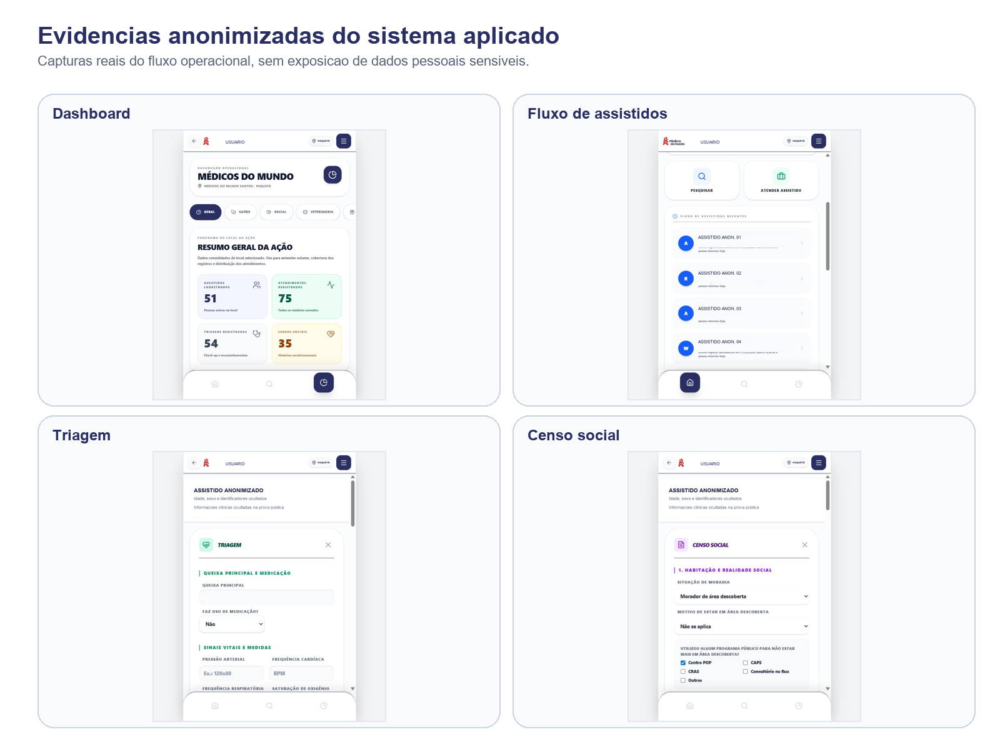 Evidencias anonimizadas do sistema aplicado
Capturas reais do fluxo operacional, sem exposicao de dados pessoais sensiveis.
Dashboard
USUARIO
PAQUETÁ
DASHBOARD OPERACIONAL
MÉDICOS DO MUNDO
MÉDICOS DO MUNDO SANTOS - PAQUETÁ
GERAL
SAÚDE
SOCIAL
VETERINÁRIA
PANORAMA DO LOCAL DA AÇÃO
RESUMO GERAL DA AÇÃO
Dados consolidados do local selecionado. Use para entender volume, cobertura dos
registros e distribuição dos atendimentos.
ASSISTIDOS
CADASTRADOS
51
Pessoas únicas no local
ATENDIMENTOS
REGISTRADOS
75
Todos os módulos somados
TRIAGENS REGISTRADAS
54
Check-up e encaminhamentos
CENSOS SOCIAIS
35
Histórico social/anamnese
Fluxo de assistidos
Médicos
do mundo
USUARIO
PAQUETÁ
PESQUISAR
ATENDER ASSISTIDO
FLUXO DE ASSISTIDOS RECENTES
A
ASSISTIDO ANON. 01
pessoa retornou hoje.
R
ASSISTIDO ANON. 02
pessoa retornou hoje.
A
ASSISTIDO ANON. 03
pessoa retornou hoje.
W
ASSISTIDO ANON. 04
pessoa retornou hoje.
Triagem
USUARIO
PAQUETÁ
ASSISTIDO ANONIMIZADO
Idade, sexo e identificadores ocultados
Informacoes clinicas ocultadas na prova publica
TRIAGEM
QUEIXA PRINCIPAL E MEDICAÇÃO
QUEIXA PRINCIPAL
FAZ USO DE MEDICAÇÃO?
Não
SINAIS VITAIS E MEDIDAS
PRESSÃO ARTERIAL
FREQUÊNCIA CARDÍACA
Ex.: 120x80
BPM
FREQUÊNCIA RESPIRATÓRIA
SATURAÇÃO DE OXIGÊNIO
Censo social
USUARIO
PAQUETÁ
ASSISTIDO ANONIMIZADO
Idade, sexo e identificadores ocultados
Informacoes clinicas ocultadas na prova publica
CENSO SOCIAL
1. HABITAÇÃO E REALIDADE SOCIAL
SITUAÇÃO DE MORADIA
Morador de área descoberta
MOTIVO DE ESTAR EM ÁREA DESCOBERTA
Não se aplica
UTILIZOU ALGUM PROGRAMA PÚBLICO PARA NÃO ESTAR
MAIS EM ÁREA DESCOBERTA?
Centro POP
CAPS
CRAS
Consultório na Rua
Outros